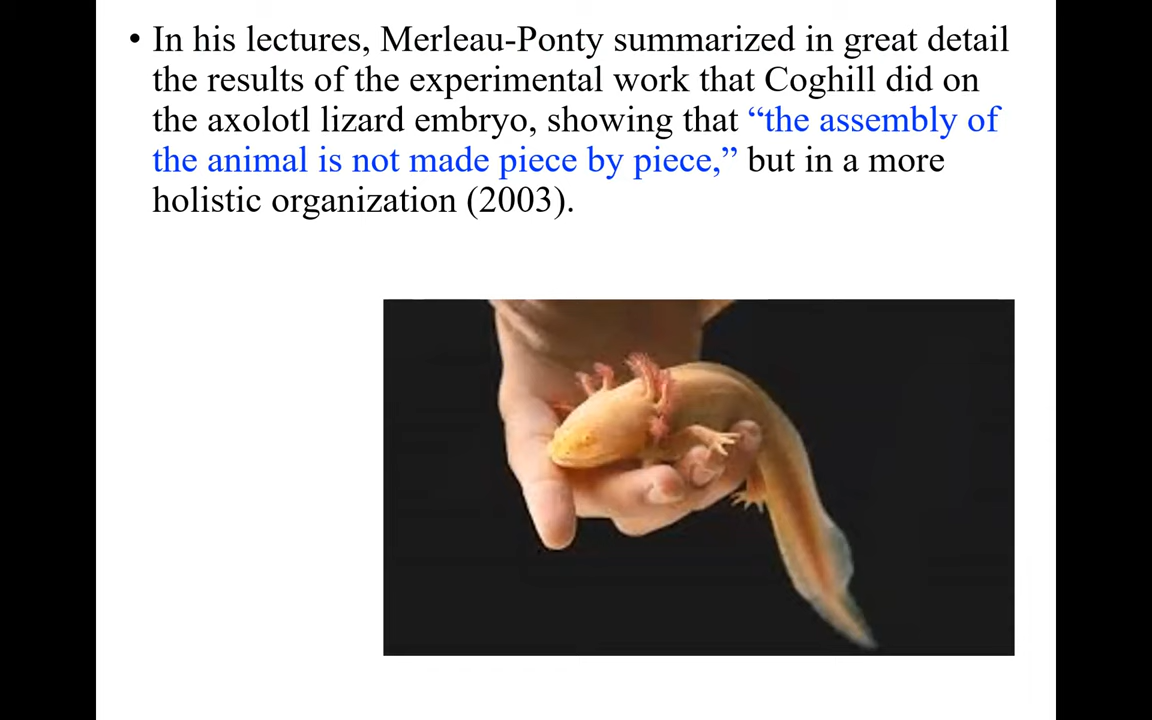 • In his lectures, Merleau-Ponty summarized in great detail
the results of the experimental work that Coghill did on
the axolotl lizard embryo, showing that “the assembly of
the animal is not made piece by piece,” but in a more
holistic organization (2003).